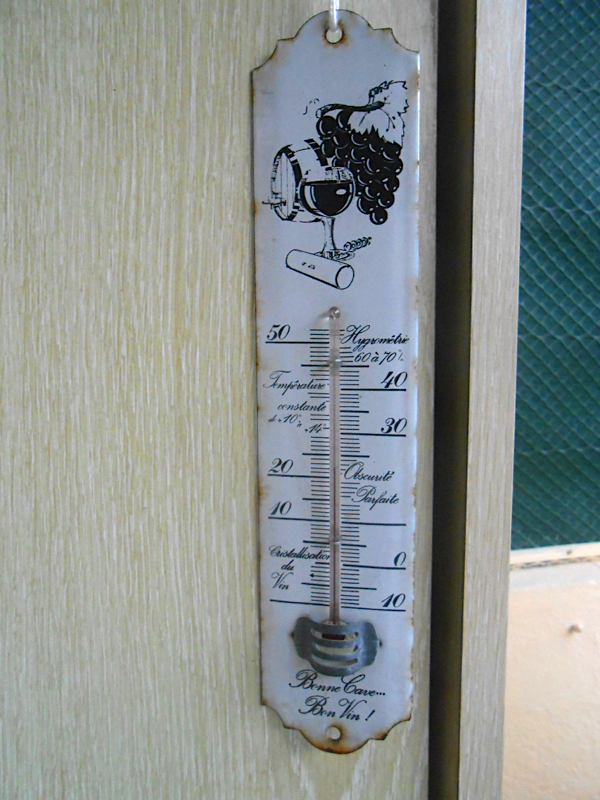 50
Hygrométrie
60 à 70°/.
Température
40
constante
de 10° à 14°
30
20
Obscurité
Parfaite
10
Cristallisation
0
du
Vin
10
Bonne Cave...
Bon Vin !